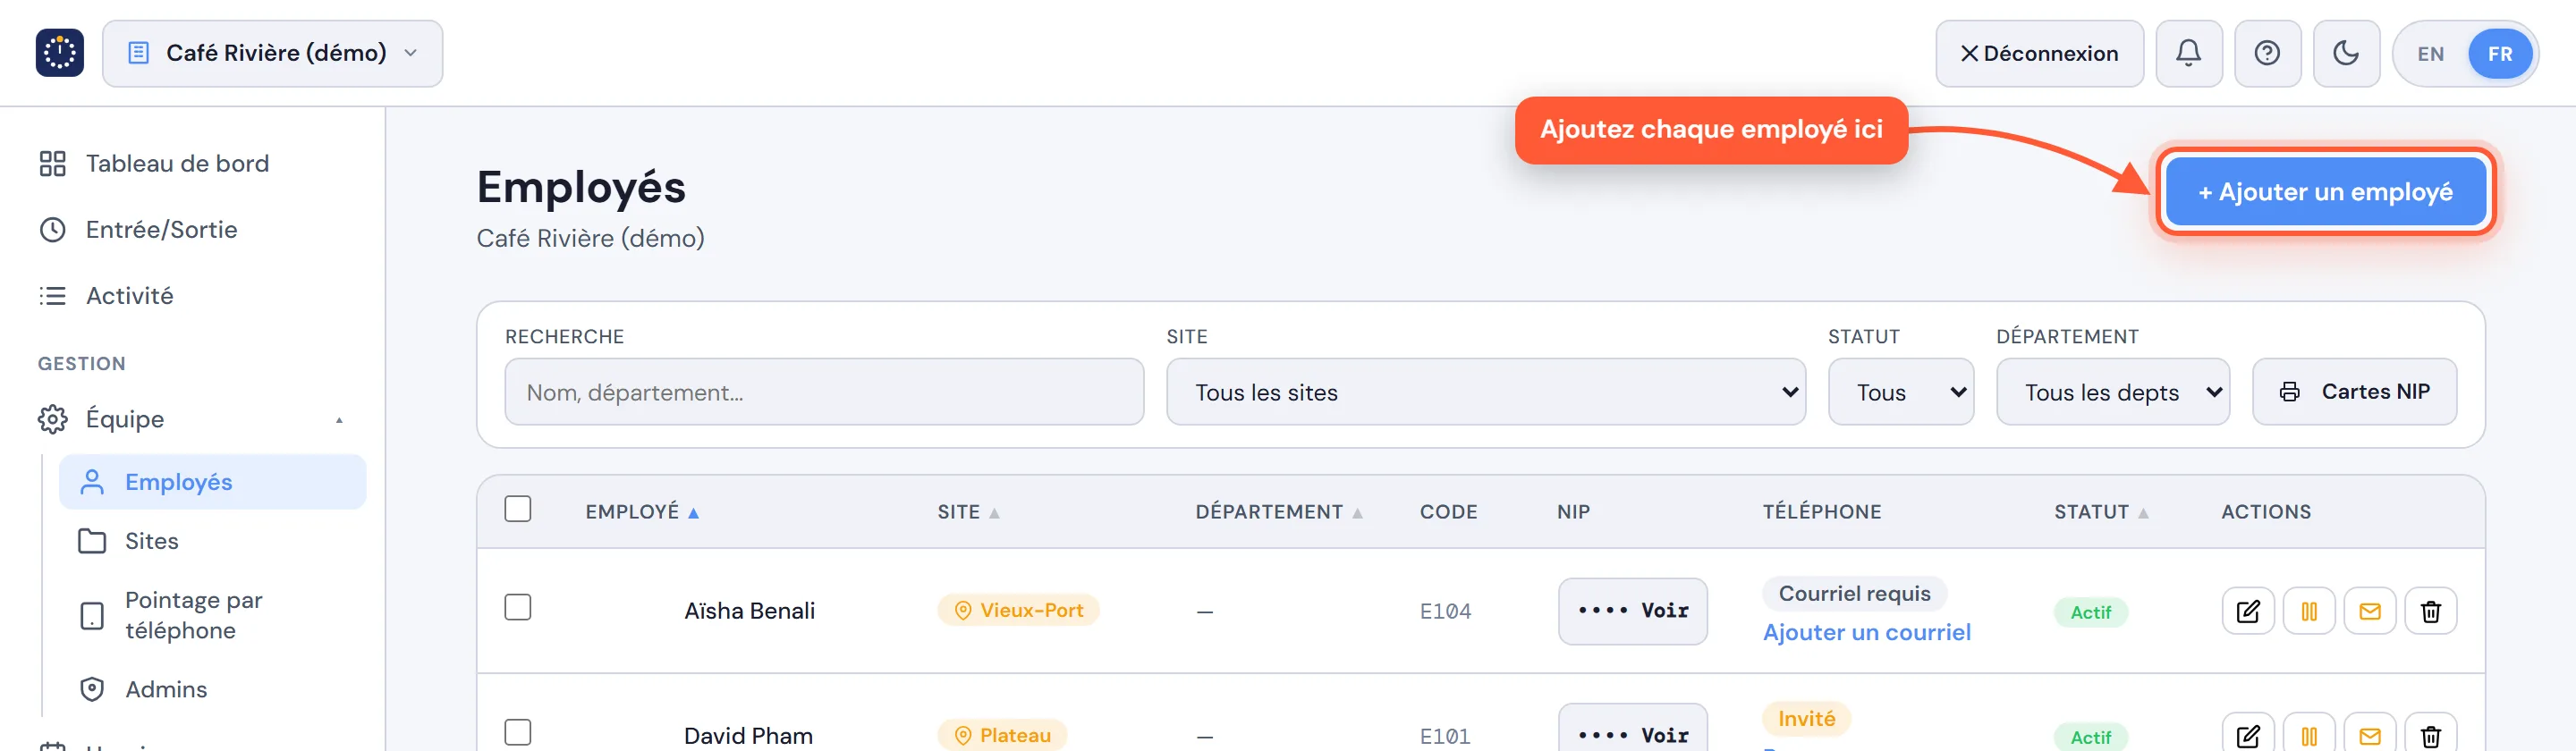 Café Rivière (démo)
Déconnexion
EN
FR
Ajoutez chaque employé ici
+ Ajouter un employé
Tableau de bord
Entrée/Sortie
Activité
GESTION
Équipe
Employés
Sites
Pointage par
téléphone
Admins
Employés
Café Rivière (démo)
RECHERCHE
Nom, département...
SITE
Tous les sites
STATUT
Tous
DÉPARTEMENT
Tous les depts
Cartes NIP
EMPLOYÉ ▲ SITE ▲ DÉPARTEMENT ▲ CODE NIP TÉLÉPHONE STATUT ▲ ACTIONS
Aïsha Benali Vieux-Port — E104 •••• Voir Courriel requis Actif
Ajouter un courriel
David Pham Plateau — E101 •••• Voir Invité Actif